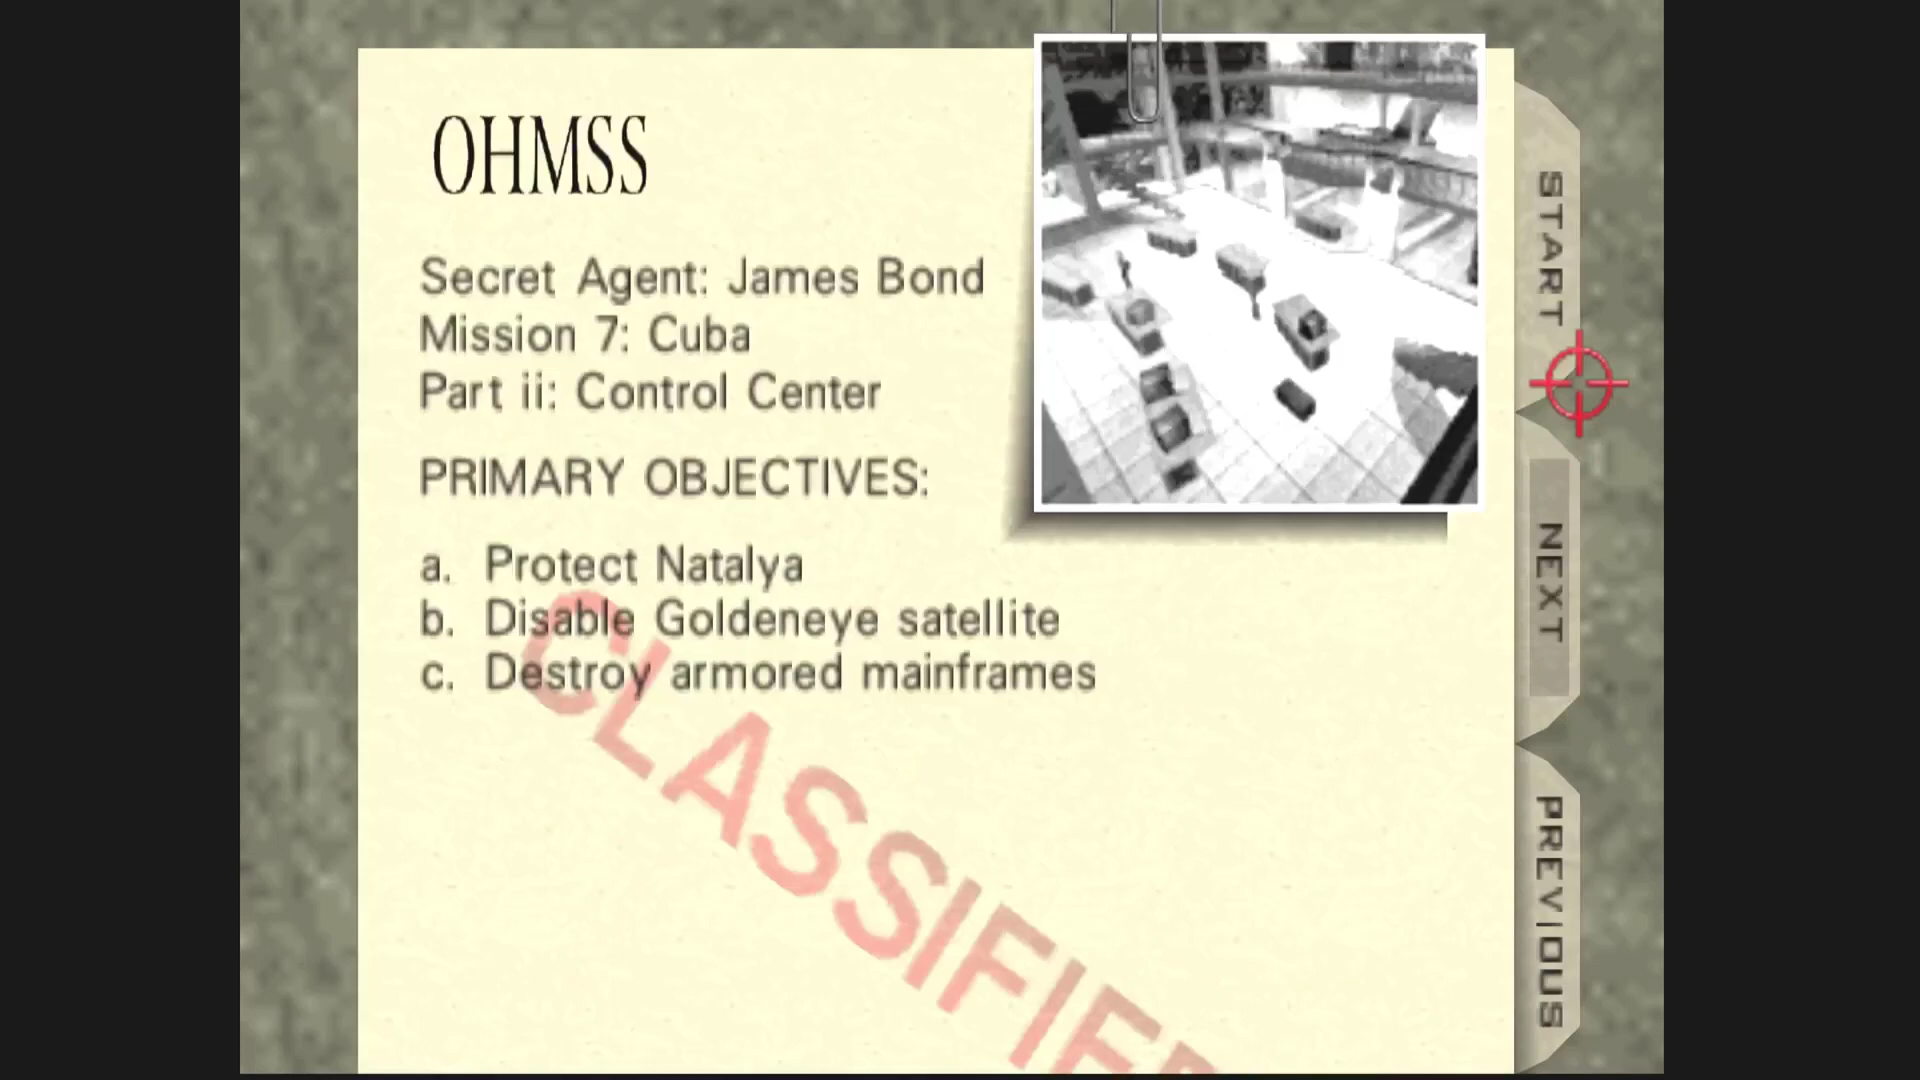 OHMSS
Secret Agent: James Bond
Mission 7: Cuba
Part ii: Control Center
PRIMARY OBJECTIVES:
a. Protect Natalya
b. Disable Goldeneye satellite
c. Destroy armored mainframes
CLASSIFIE
START
NEXT
PREVIOUS